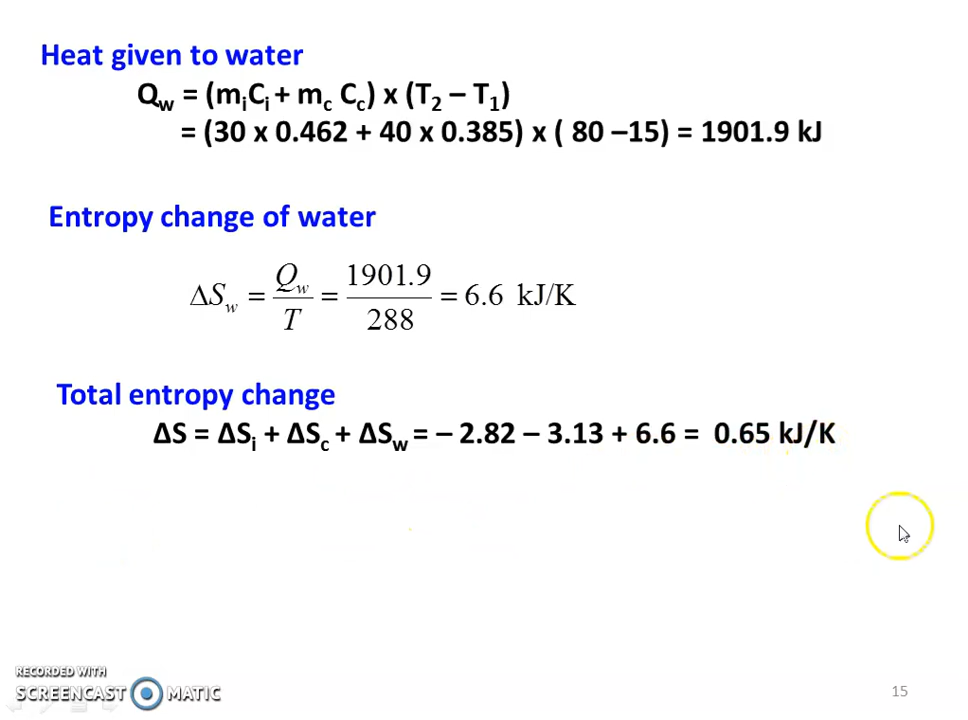 Heat given to water
Qw = (miCi + mc Cc) x (T2 – T1)
= (30 x 0.462 + 40 x 0.385) x ( 80 –15) = 1901.9 kJ
Entropy change of water
ΔSw = Qw/T = 1901.9/288 = 6.6 kJ/K
Total entropy change
ΔS = ΔSi + ΔSc + ΔSw = – 2.82 – 3.13 + 6.6 = 0.65 kJ/K
RECORDED WITH
SCREENCAST MATIC
15